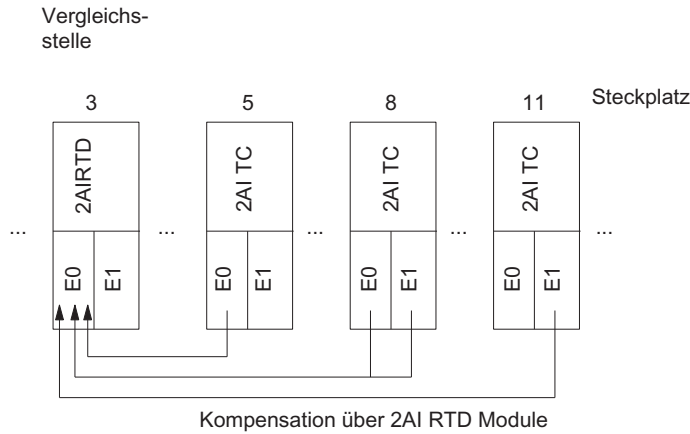 Vergleichs-
stelle
3 5 8 11 Steckplatz
2AIRTD 2AI TC 2AI TC 2AI TC
... ... ... ... ...
E0 E1 E0 E1 E0 E1 E0 E1
Kompensation über 2AI RTD Module